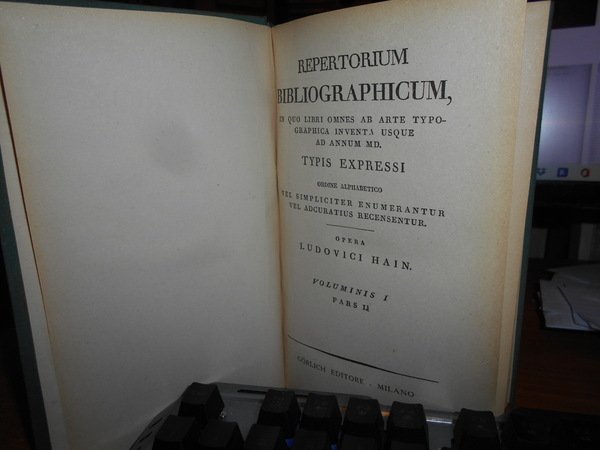 REPERTORIUM
BIBLIOGRAPHICUM,
IN QUO LIBRI OMNES AB ARTE TYPO-
GRAPHICA INVENTA USQUE
AD ANNUM MD.
TYPIS EXPRESSI
ORDINE ALPHABETICO
VEL SIMPLICITER ENUMERANTUR
VEL ADCURATIUS RECENSENTUR.
OPERA
LUDOVICI HAIN.
VOLUMINIS I
PARS II
GÖRLICH EDITORE · MILANO